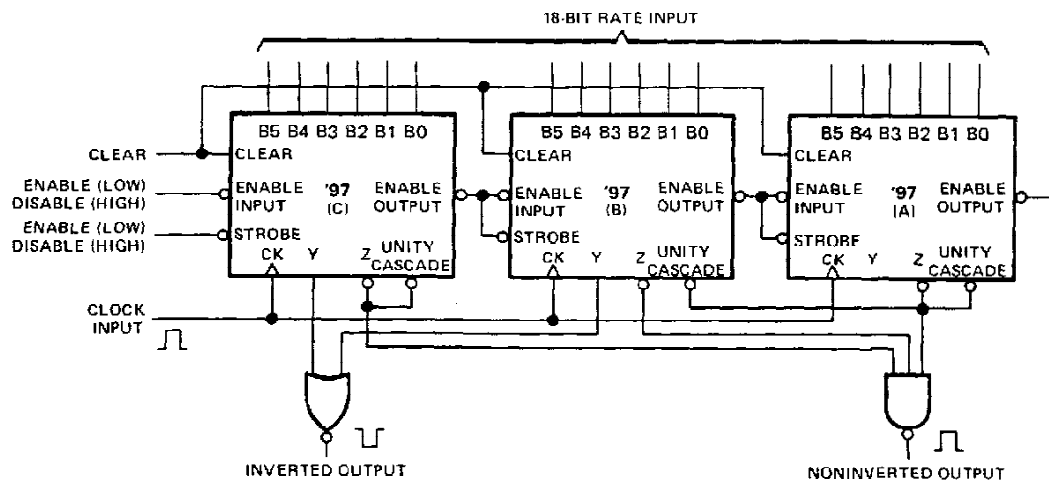 18-BIT RATE INPUT
B5 B4 B3 B2 B1 B0
B5 B4 B3 B2 B1 B0
B5 B4 B3 B2 B1 B0
CLEAR
CLEAR
CLEAR
CLEAR
ENABLE (LOW)
DISABLE (HIGH)
ENABLE
INPUT
'97
(C)
ENABLE
OUTPUT
ENABLE
INPUT
'97
(B)
ENABLE
OUTPUT
ENABLE
INPUT
'97
(A)
ENABLE
OUTPUT
ENABLE (LOW)
DISABLE (HIGH)
STROBE
STROBE
STROBE
CK Y Z UNITY
CASCADE
CK Y Z UNITY
CASCADE
CK Y Z UNITY
CASCADE
CLOCK
INPUT
INVERTED OUTPUT
NONINVERTED OUTPUT